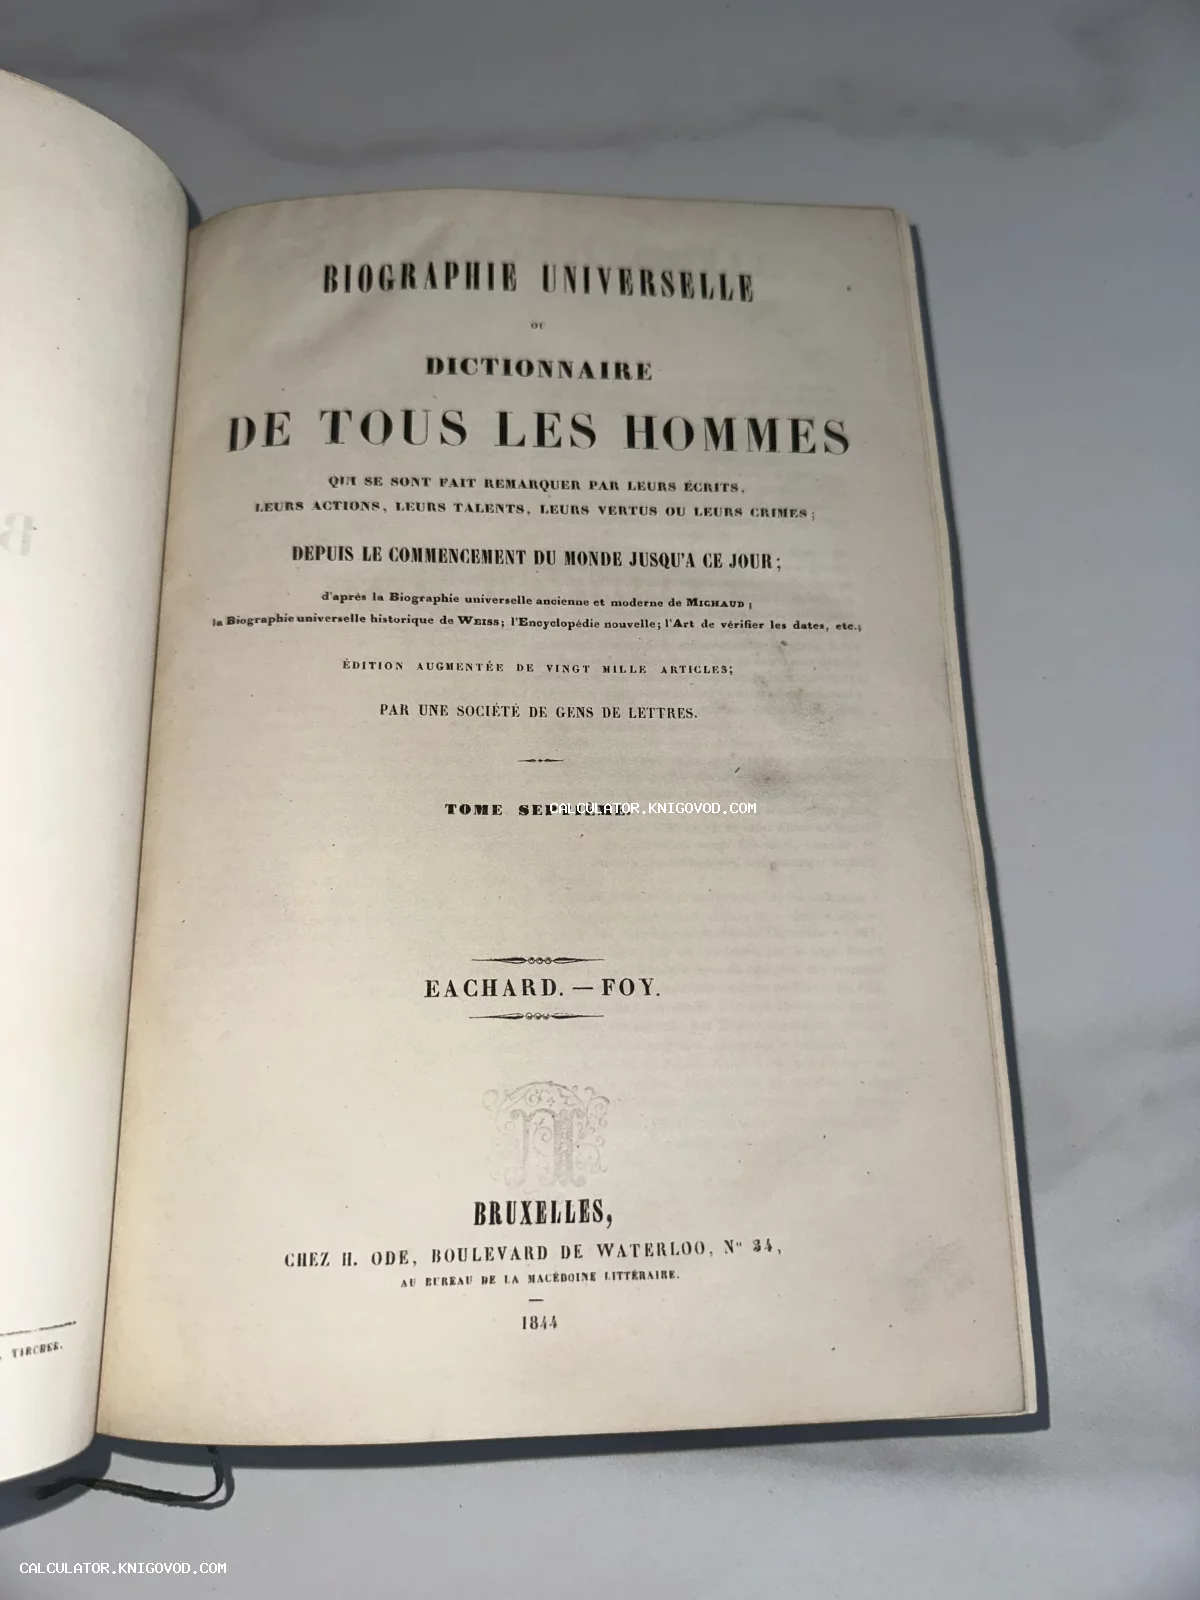 BIOGRAPHIE UNIVERSELLE
OU
DICTIONNAIRE
DE TOUS LES HOMMES
QUI SE SONT FAIT REMARQUER PAR LEURS ÉCRITS,
LEURS ACTIONS, LEURS TALENTS, LEURS VERTUS OU LEURS CRIMES;
DEPUIS LE COMMENCEMENT DU MONDE JUSQU'A CE JOUR;
d'après la Biographie universelle ancienne et moderne de MICHAUD;
la Biographie universelle historique de WEISS; l'Encyclopédie nouvelle; l'Art de vérifier les dates, etc.;
ÉDITION AUGMENTÉE DE VINGT MILLE ARTICLES;
PAR UNE SOCIÉTÉ DE GENS DE LETTRES.
TOME SEPTIÈME.
CALCULATOR.KNIGOVOD.COM
EACHARD. — FOY.
BRUXELLES,
CHEZ H. ODE, BOULEVARD DE WATERLOO, No 34,
AU BUREAU DE LA MACÉDOINE LITTÉRAIRE.
1844
TIRCHER.
CALCULATOR.KNIGOVOD.COM